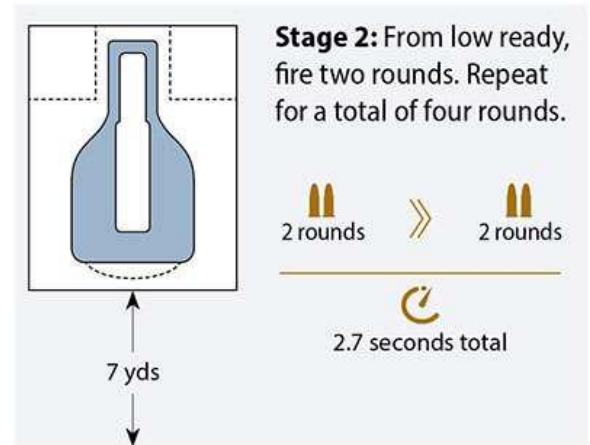 Stage 2: From low ready,
fire two rounds. Repeat
for a total of four rounds.
2 rounds
2 rounds
2.7 seconds total
7 yds